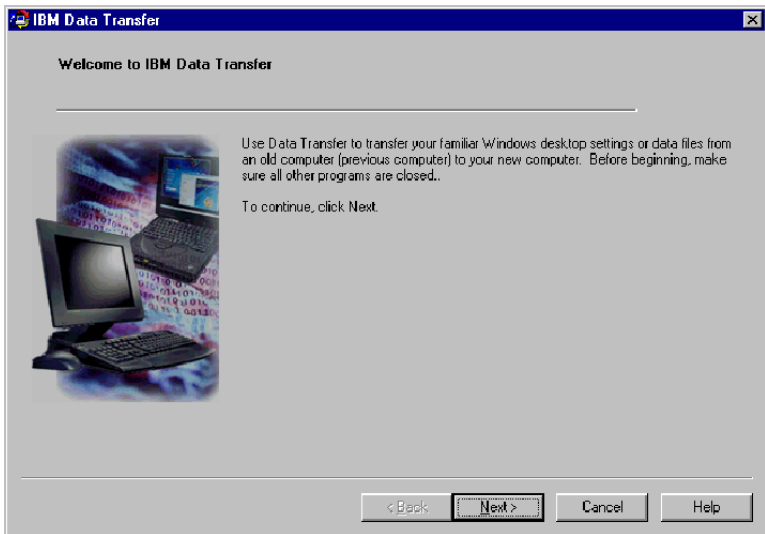 IBM Data Transfer
Welcome to IBM Data Transfer
Use Data Transfer to transfer your familiar Windows desktop settings or data files from
an old computer (previous computer) to your new computer. Before beginning, make
sure all other programs are closed..
To continue, click Next.
< Back
Next >
Cancel
Help